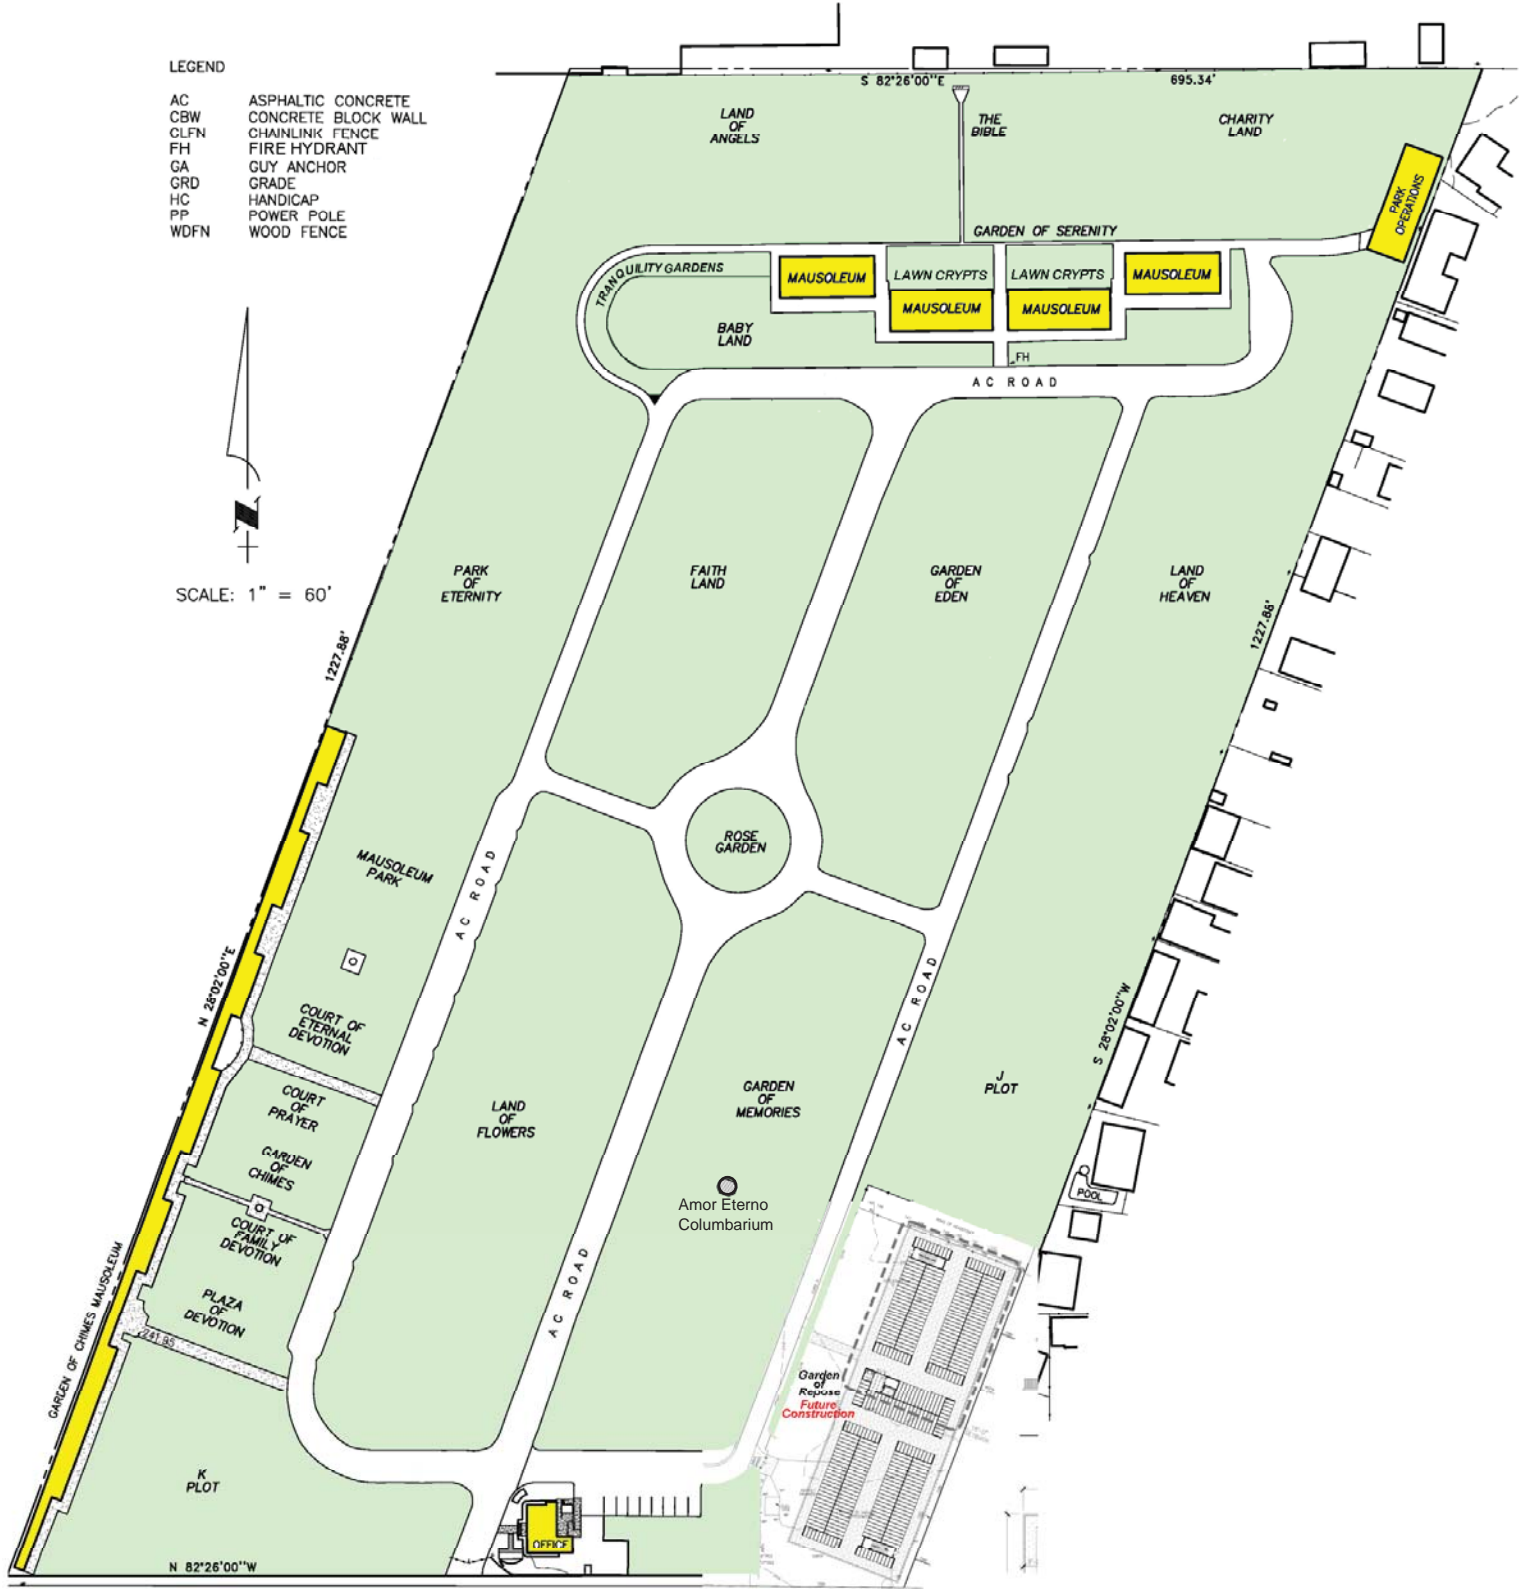 LEGEND
AC ASPHALTIC CONCRETE
CBW CONCRETE BLOCK WALL
CLFN CHAINLINK FENCE
FH FIRE HYDRANT
GA GUY ANCHOR
GRD GRADE
HC HANDICAP
PP POWER POLE
WDFN WOOD FENCE
S 82°26'00"E
695.34'
LAND
OF
ANGELS
THE
BIBLE
CHARITY
LAND
PARK
OPERATIONS
GARDEN OF SERENITY
TRANQUILITY GARDENS
MAUSOLEUM
LAWN CRYPTS
LAWN CRYPTS
MAUSOLEUM
MAUSOLEUM
MAUSOLEUM
BABY
LAND
FH
AC ROAD
N
SCALE: 1" = 60'
PARK
OF
ETERNITY
FAITH
LAND
GARDEN
OF
EDEN
LAND
OF
HEAVEN
1227.88'
1227.88'
ROSE
GARDEN
MAUSOLEUM
PARK
AC ROAD
N 28°02'00"E
AC ROAD
S 28°02'00"W
COURT OF
ETERNAL
DEVOTION
J
PLOT
COURT
OF
PRAYER
LAND
OF
FLOWERS
GARDEN
OF
MEMORIES
GARDEN
OF
CHIMES
Amor Eterno
Columbarium
POOL
COURT OF
FAMILY
DEVOTION
GARDEN OF CHIMES MAUSOLEUM
PLAZA
OF
DEVOTION
241.95
AC ROAD
Garden
of
Repose
Future
Construction
K
PLOT
OFFICE
N 82°26'00"W